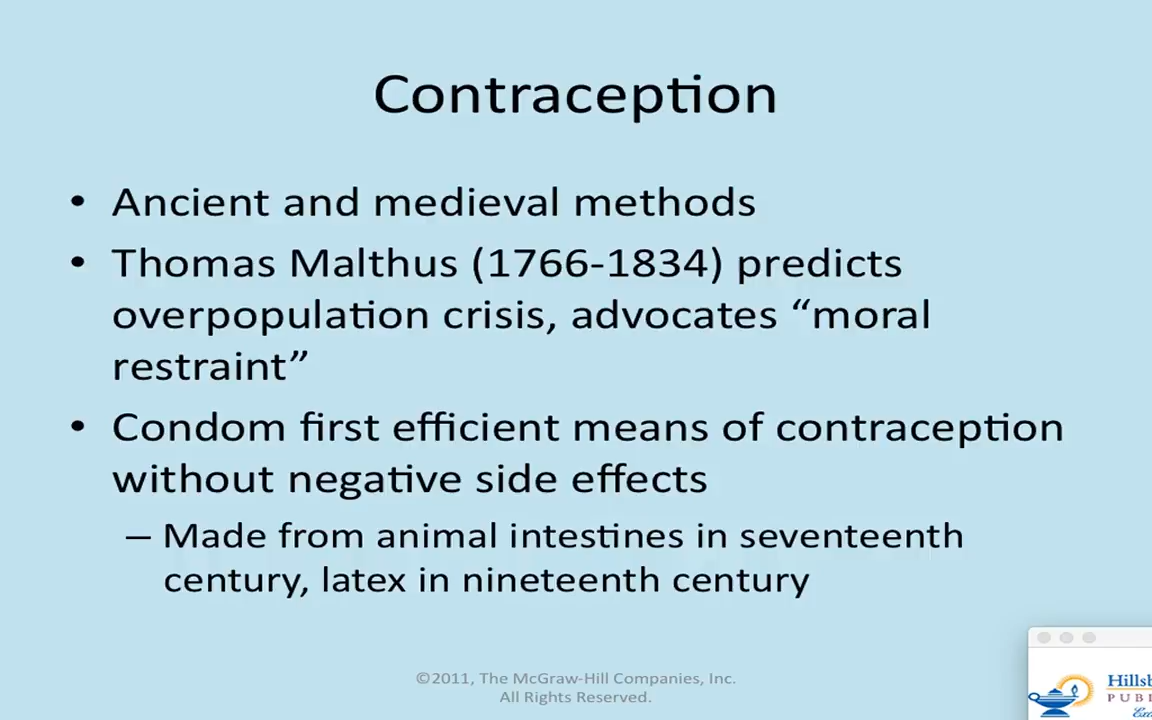 Contraception
• Ancient and medieval methods
• Thomas Malthus (1766-1834) predicts
overpopulation crisis, advocates “moral
restraint”
• Condom first efficient means of contraception
without negative side effects
– Made from animal intestines in seventeenth
century, latex in nineteenth century
©2011, The McGraw-Hill Companies, Inc.
All Rights Reserved.